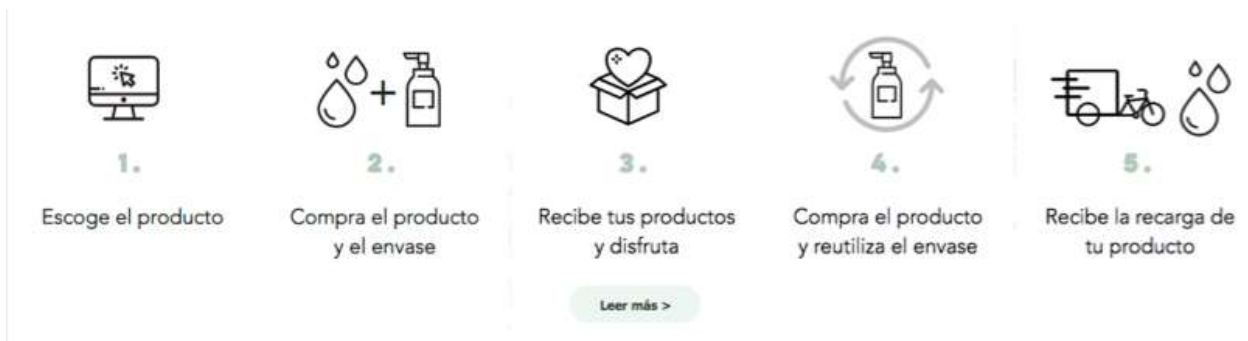 1.
Escoge el producto
2.
Compra el producto
y el envase
3.
Recibe tus productos
y disfruta
Leer más >
4.
Compra el producto
y reutiliza el envase
5.
Recibe la recarga de
tu producto